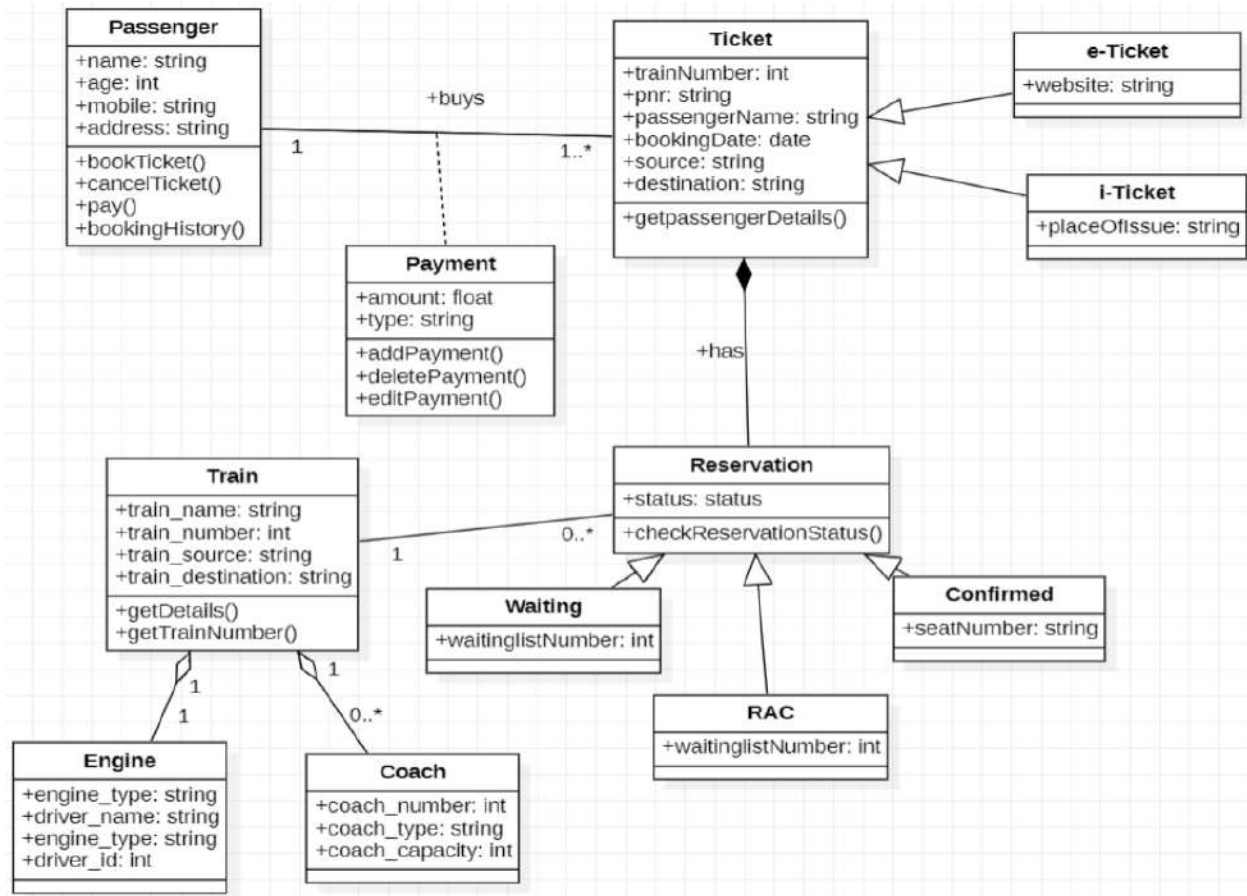 Passenger
+name: string
+age: int
+mobile: string
+address: string
+bookTicket()
+cancelTicket()
+pay()
+bookingHistory()
+buys
1
1..*
Ticket
+trainNumber: int
+pnr: string
+passengerName: string
+bookingDate: date
+source: string
+destination: string
+getpassengerDetails()
e-Ticket
+website: string
i-Ticket
+placeOfIssue: string
Payment
+amount: float
+type: string
+addPayment()
+deletePayment()
+editPayment()
+has
Train
+train_name: string
+train_number: int
+train_source: string
+train_destination: string
+getDetails()
+getTrainNumber()
1
0..*
Reservation
+status: status
+checkReservationStatus()
Waiting
+waitinglistNumber: int
RAC
+waitinglistNumber: int
Confirmed
+seatNumber: string
1
1
1
0..*
Engine
+engine_type: string
+driver_name: string
+engine_type: string
+driver_id: int
Coach
+coach_number: int
+coach_type: string
+coach_capacity: int